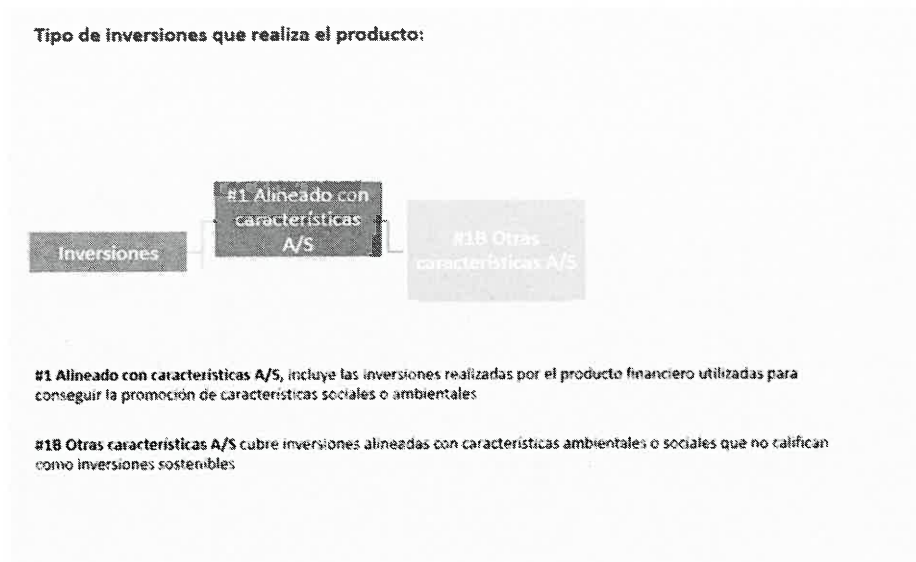 Tipo de inversiones que realiza el producto:
#1 Alineado con
características
A/S
Inversiones
#1B Otras
características A/S
#1 Alineado con características A/S, incluye las inversiones realizadas por el producto financiero utilizadas para
conseguir la promoción de características sociales o ambientales
#1B Otras características A/S cubre inversiones alineadas con características ambientales o sociales que no califican
como inversiones sostenibles